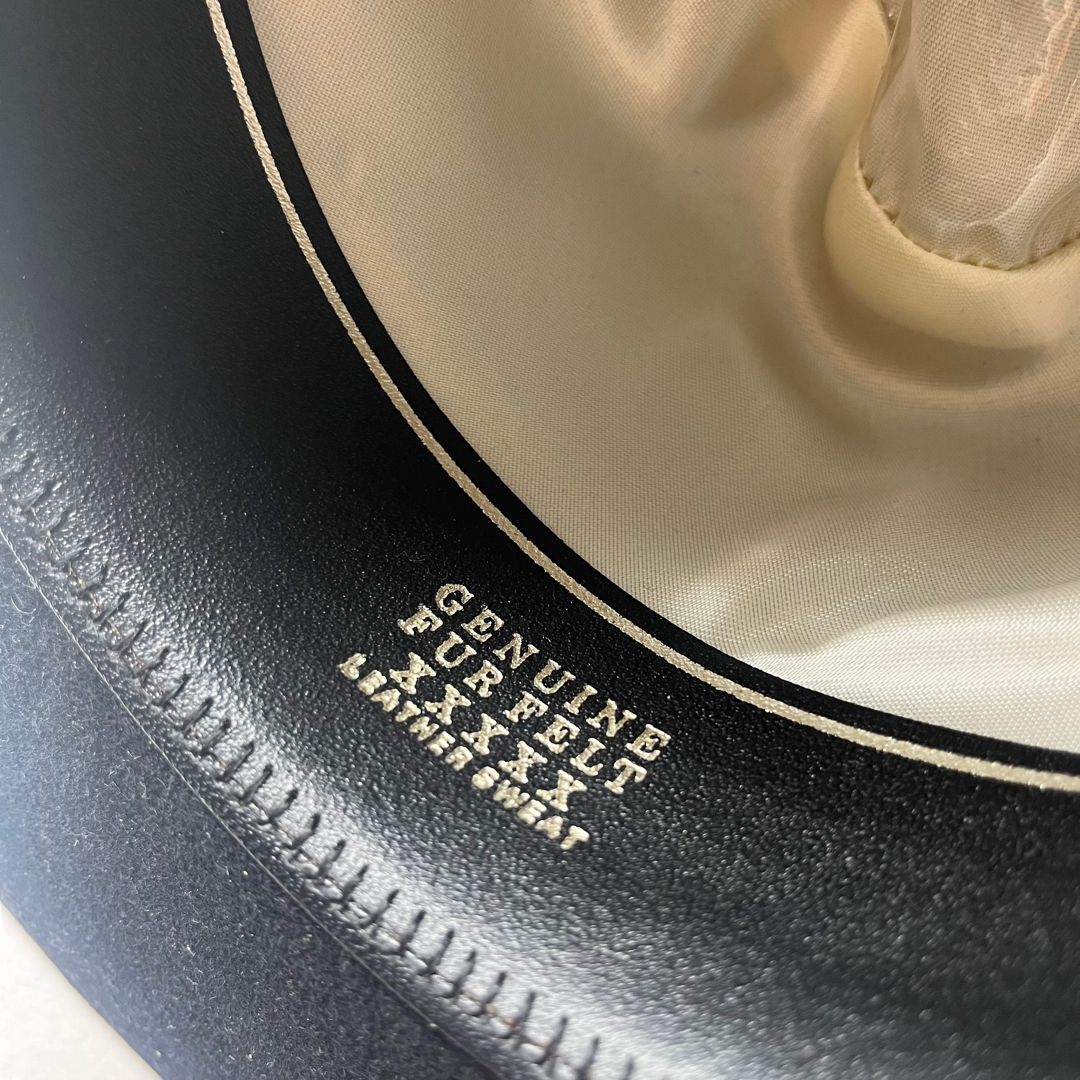 GENUINE
FUR FELT
XXXXX
LEATHER SWEAT